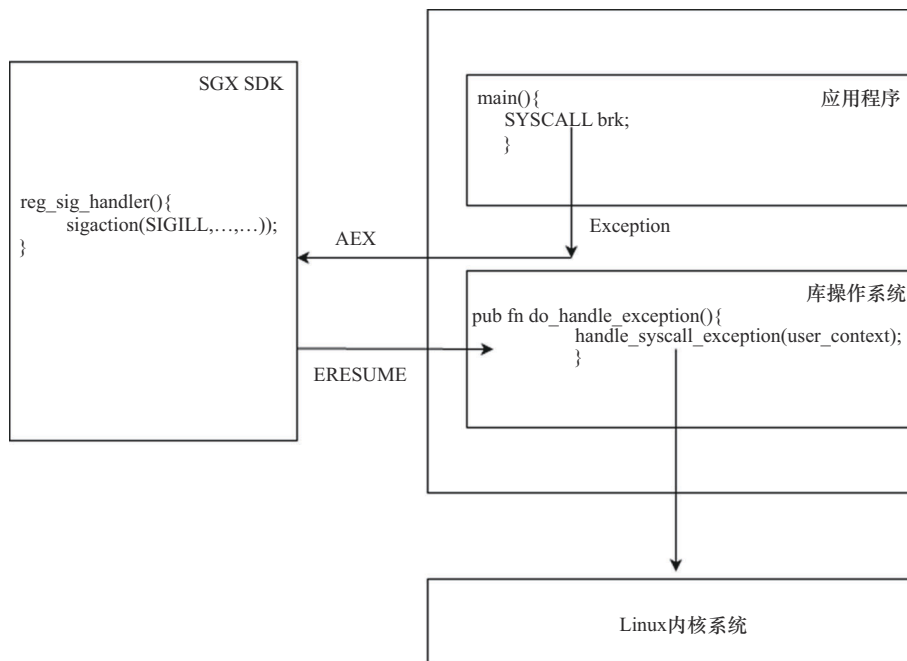 SGX SDK
reg_sig_handler(){
sigaction(SIGILL,…,…));
}
AEX
ERESUME
main(){
SYSCALL brk;
}
应用程序
Exception
库操作系统
pub fn do_handle_exception(){
handle_syscall_exception(user_context);
}
Linux内核系统